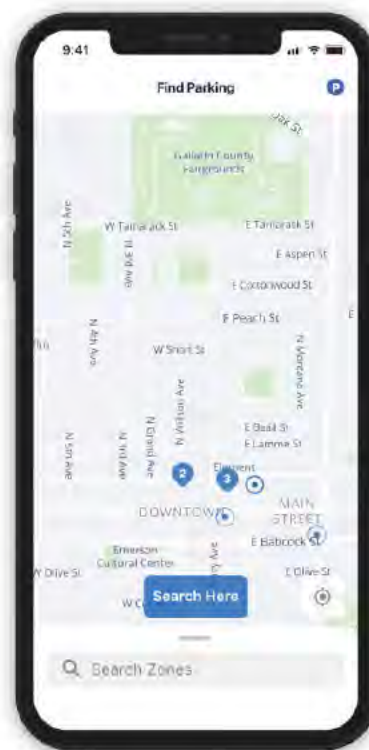 9:41
Find Parking
P
Oak St
Gallatin County
Fairgrounds
N 5th Ave
W Tamarack St
E Tamarack St
N 3rd Ave
E Aspen St
E Cottonwood St
E Peach St
E
N 4th Ave
W Short St
N Montana Ave
N Willson Ave
N Grand Ave
N 3rd Ave
N 5th Ave
E Beall St
E Lamme St
Element
2
3
DOWNTOWN
MAIN
STREET
E Babcock St
Emerson
Cultural Center
W Olive St
E Olive St
Search Here
Search Zones